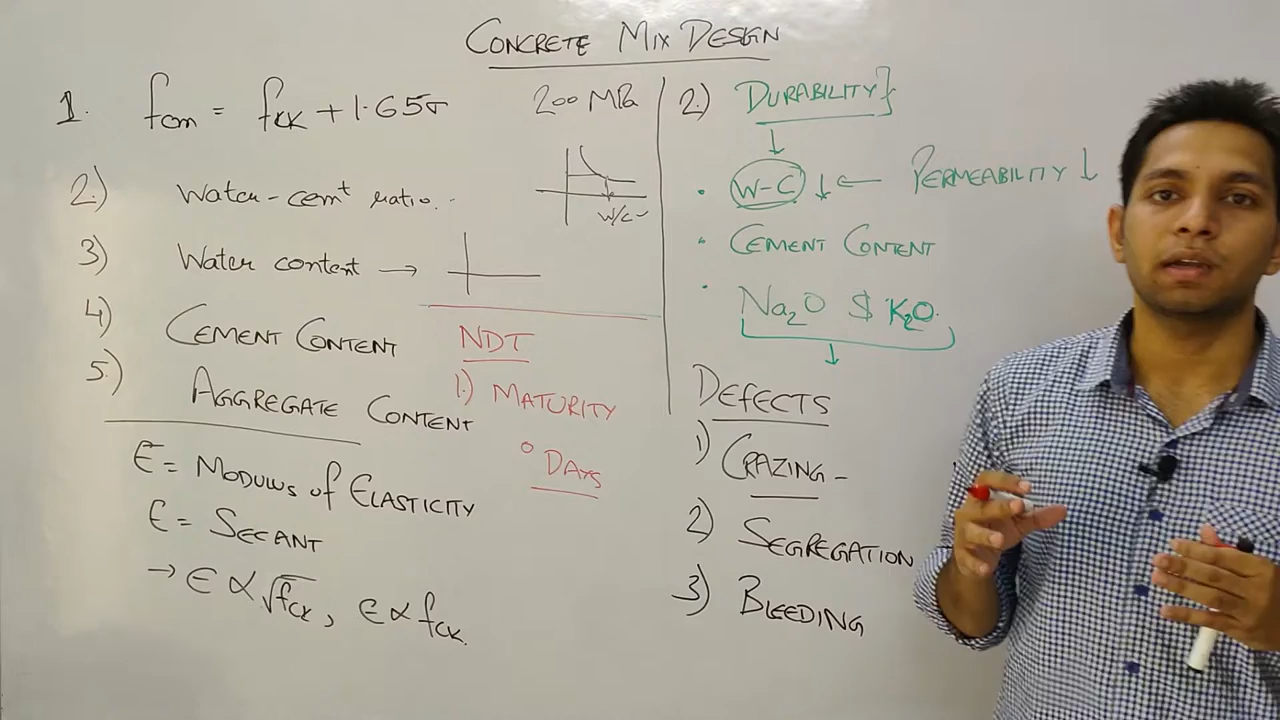 CONCRETE MIX DESIGN
1. fcm = fck + 1.65σ
200 MPa
2.) Water-cemt ratio.
W/C
3) Water content →
4) CEMENT CONTENT
5.) AGGREGATE CONTENT
E = MODULUS of ELASTICITY
E = SECANT
→ E ∝ √fck, E ∝ fck.
NDT
1.) MATURITY
° DAYS
2.) DURABILITY}
↓
• W-C ↓ ← PERMEABILITY ↓
• CEMENT CONTENT
• Na₂O $ K₂O.
↓
DEFECTS
1) CRAZING -
2) SEGREGATION
3) BLEEDING